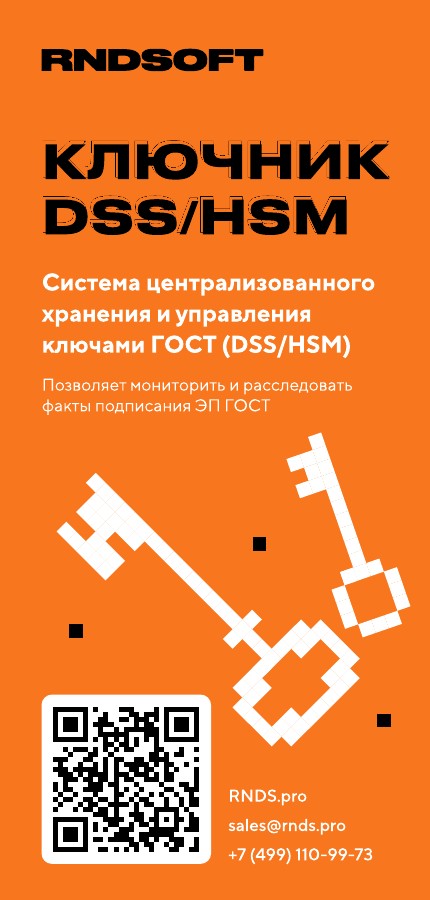 RNDSOFT
КЛЮЧНИК
DSS/HSM
Система централизованного
хранения и управления
ключами ГОСТ (DSS/HSM)
Позволяет мониторить и расследовать
факты подписания ЭП ГОСТ
RNDS.pro
sales@rnds.pro
+7 (499) 110-99-73